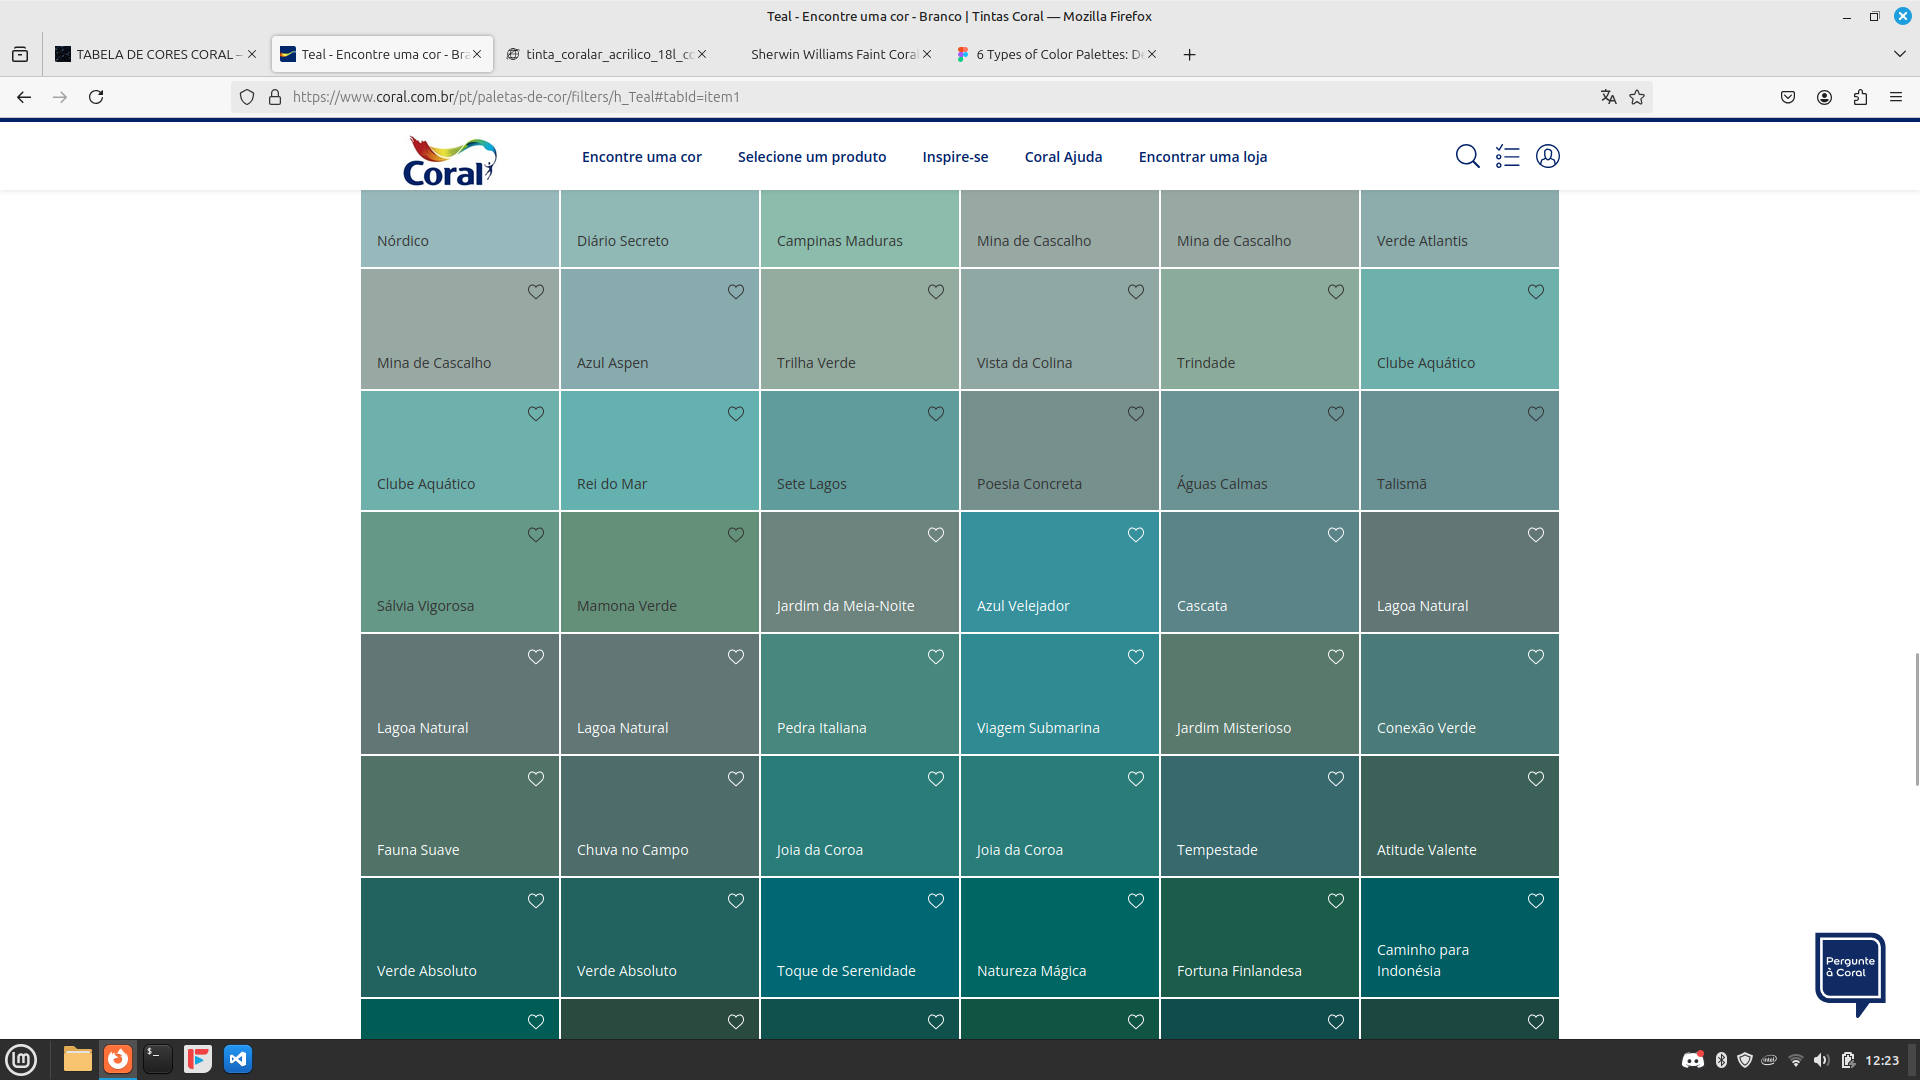 Teal - Encontre uma cor - Branco | Tintas Coral — Mozilla Firefox
TABELA DE CORES CORAL –
Teal - Encontre uma cor - Bra
tinta_coralar_acrilico_18l_co
Sherwin Williams Faint Coral
6 Types of Color Palettes: De
https://www.coral.com.br/pt/paletas-de-cor/filters/h_Teal#tabId=item1
Coral
Encontre uma cor
Selecione um produto
Inspire-se
Coral Ajuda
Encontrar uma loja
Nórdico
Diário Secreto
Campinas Maduras
Mina de Cascalho
Mina de Cascalho
Verde Atlantis
Mina de Cascalho
Azul Aspen
Trilha Verde
Vista da Colina
Trindade
Clube Aquático
Clube Aquático
Rei do Mar
Sete Lagos
Poesia Concreta
Águas Calmas
Talismã
Sálvia Vigorosa
Mamona Verde
Jardim da Meia-Noite
Azul Velejador
Cascata
Lagoa Natural
Lagoa Natural
Lagoa Natural
Pedra Italiana
Viagem Submarina
Jardim Misterioso
Conexão Verde
Fauna Suave
Chuva no Campo
Joia da Coroa
Joia da Coroa
Tempestade
Atitude Valente
Verde Absoluto
Verde Absoluto
Toque de Serenidade
Natureza Mágica
Fortuna Finlandesa
Caminho para
Indonésia
Pergunte
à Coral
12:23